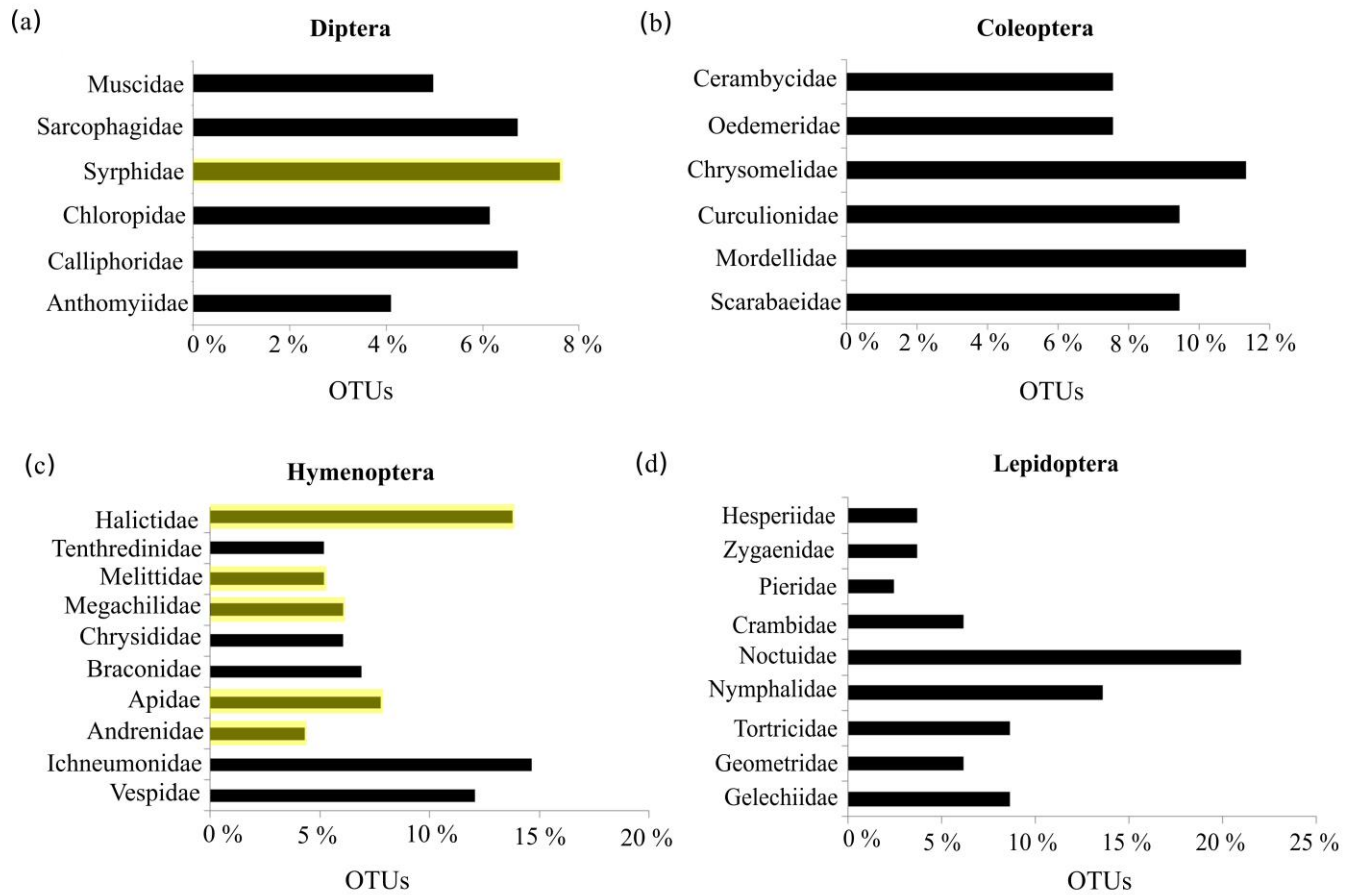 (a)
Diptera
Muscidae
Sarcophagidae
Syrphidae
Chloropidae
Calliphoridae
Anthomyiidae
0 % 2 % 4 % 6 % 8 %
OTUs
(b)
Coleoptera
Cerambycidae
Oedemeridae
Chrysomelidae
Curculionidae
Mordellidae
Scarabaeidae
0 % 2 % 4 % 6 % 8 % 10 % 12 %
OTUs
(c)
Hymenoptera
Halictidae
Tenthredinidae
Melittidae
Megachilidae
Chrysididae
Braconidae
Apidae
Andrenidae
Ichneumonidae
Vespidae
0 % 5 % 10 % 15 % 20 %
OTUs
(d)
Lepidoptera
Hesperiidae
Zygaenidae
Pieridae
Crambidae
Noctuidae
Nymphalidae
Tortricidae
Geometridae
Gelechiidae
0 % 5 % 10 % 15 % 20 % 25 %
OTUs